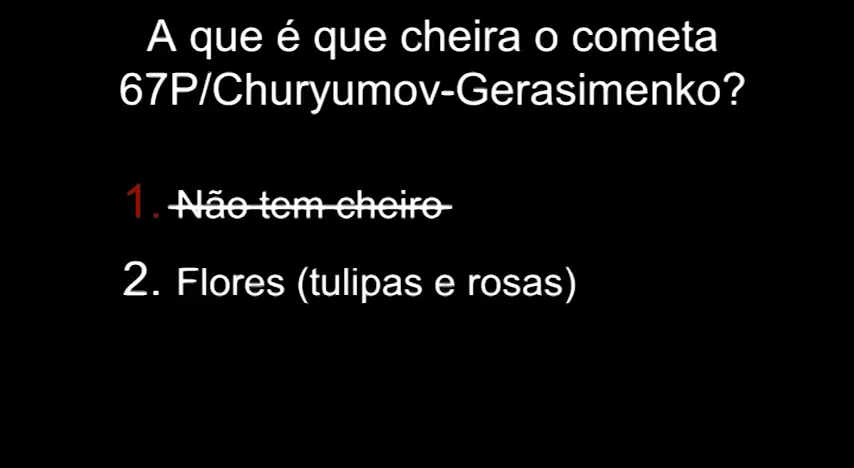 A que é que cheira o cometa
67P/Churyumov-Gerasimenko?
1. Não tem cheiro
2. Flores (tulipas e rosas)